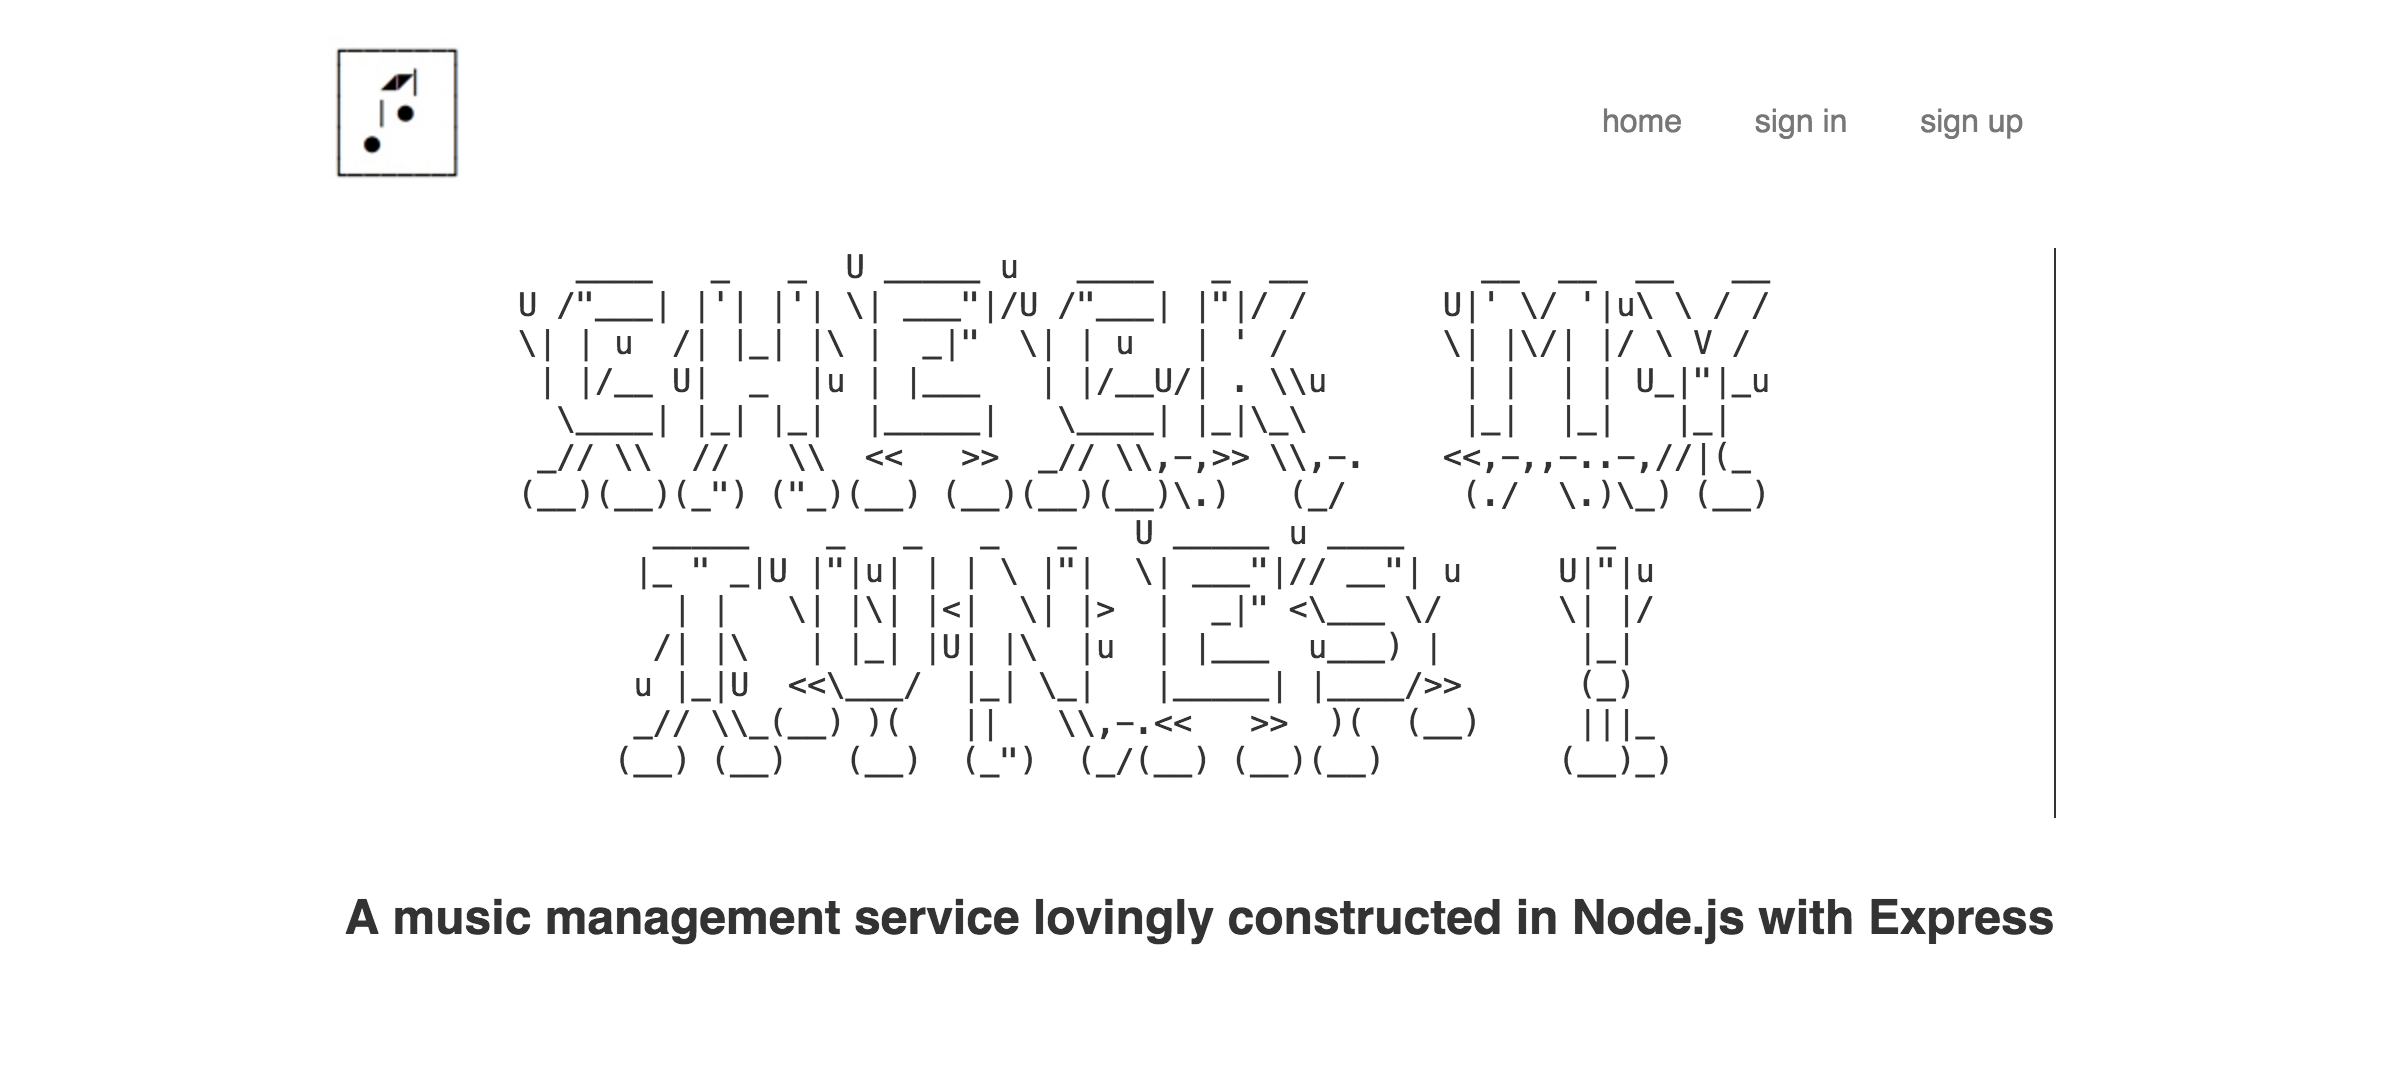 home sign in sign up
CHECK MY
TUNES !
A music management service lovingly constructed in Node.js with Express